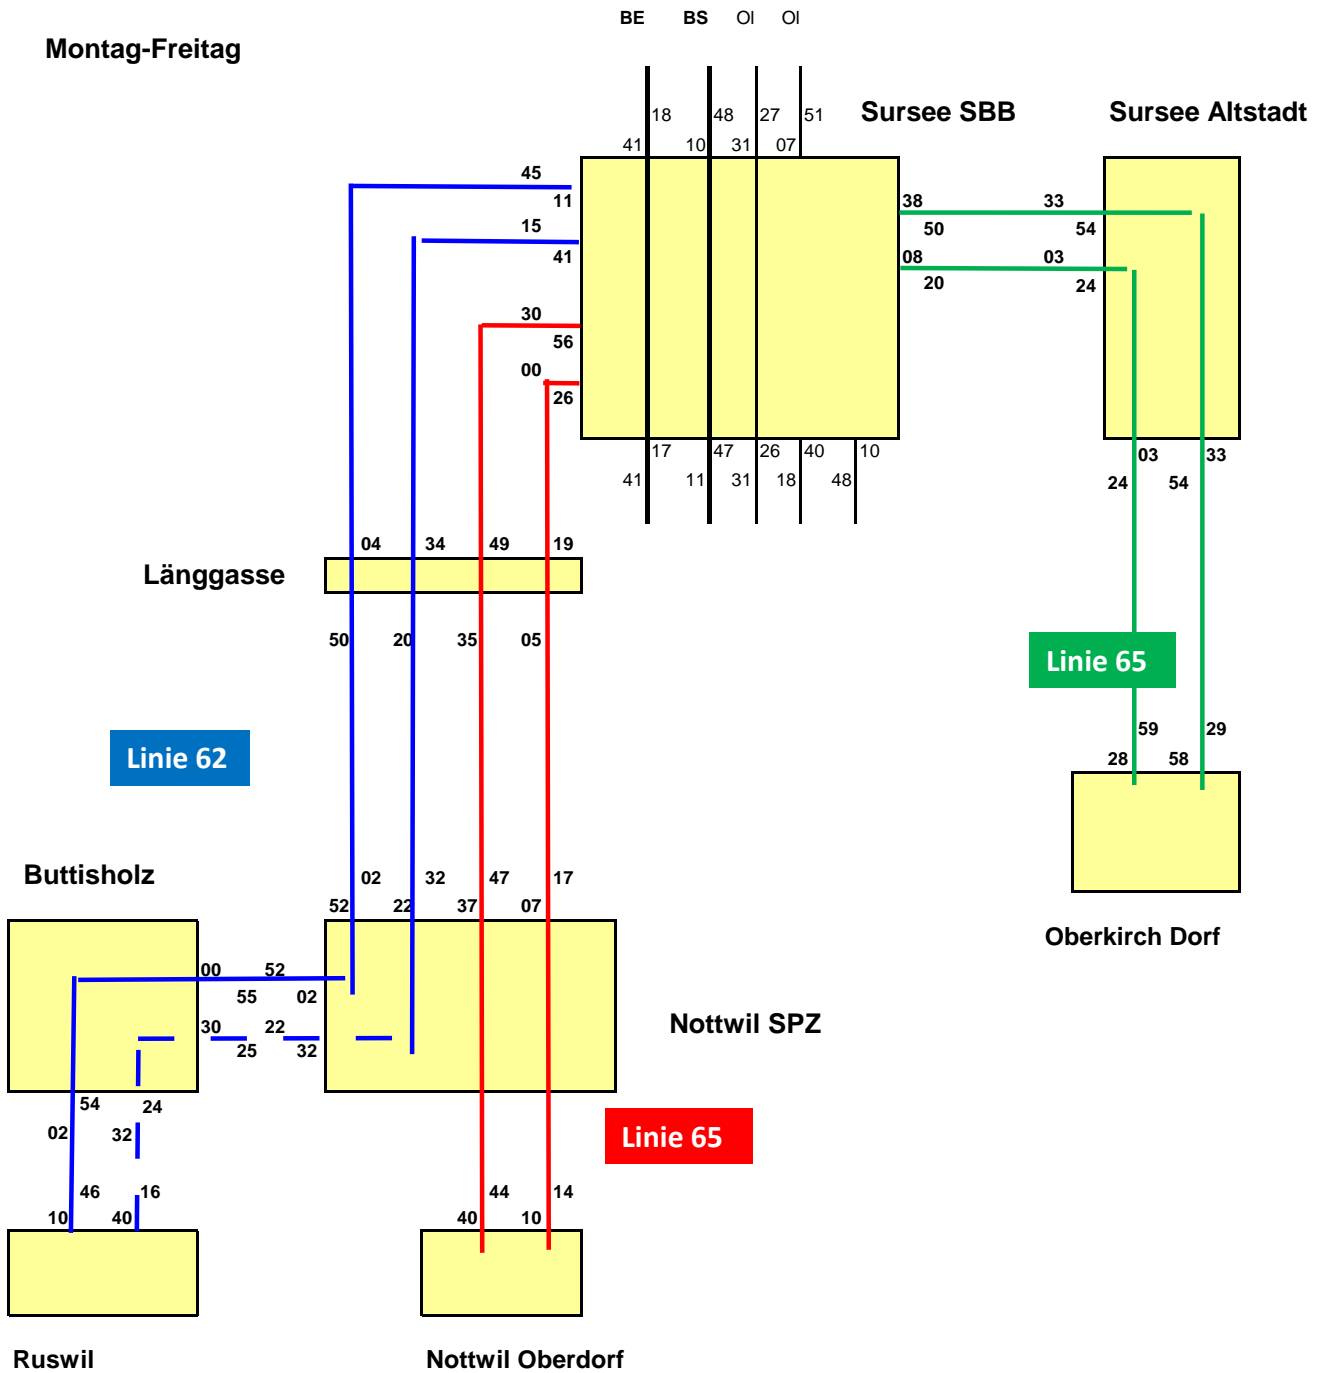 BE BS Ol Ol
Montag-Freitag
18 48 27 51
Sursee SBB
Sursee Altstadt
41 10 31 07
45
11
15
41
30
56
00
26
38 33
50 54
08 03
20 24
17 47 26 40 10
41 11 31 18 48
03 33
24 54
04 34 49 19
Länggasse
50 20 35 05
Linie 65
59 29
28 58
Linie 62
Buttisholz
02 32 47 17
52 22 37 07
Oberkirch Dorf
00 52
55 02
30 22
25 32
Nottwil SPZ
54 24
02 32
Linie 65
46 16
10 40
44 14
40 10
Ruswil
Nottwil Oberdorf